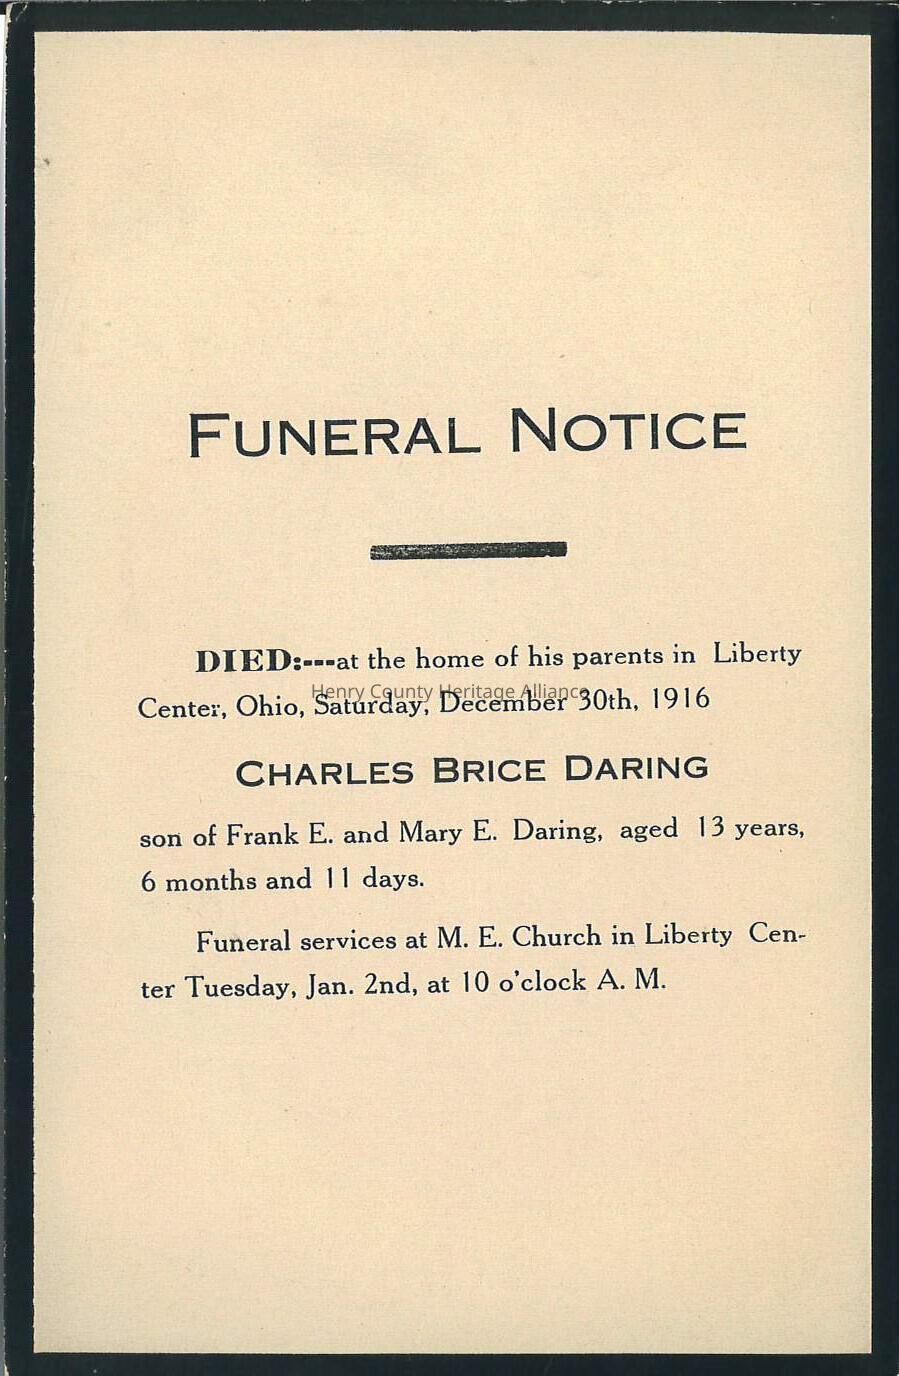 FUNERAL NOTICE
DIED:---at the home of his parents in Liberty
Henry County Heritage Alliance
Center, Ohio, Saturday, December 30th, 1916
CHARLES BRICE DARING
son of Frank E. and Mary E. Daring, aged 13 years,
6 months and 11 days.
Funeral services at M. E. Church in Liberty Cen-
ter Tuesday, Jan. 2nd, at 10 o'clock A. M.